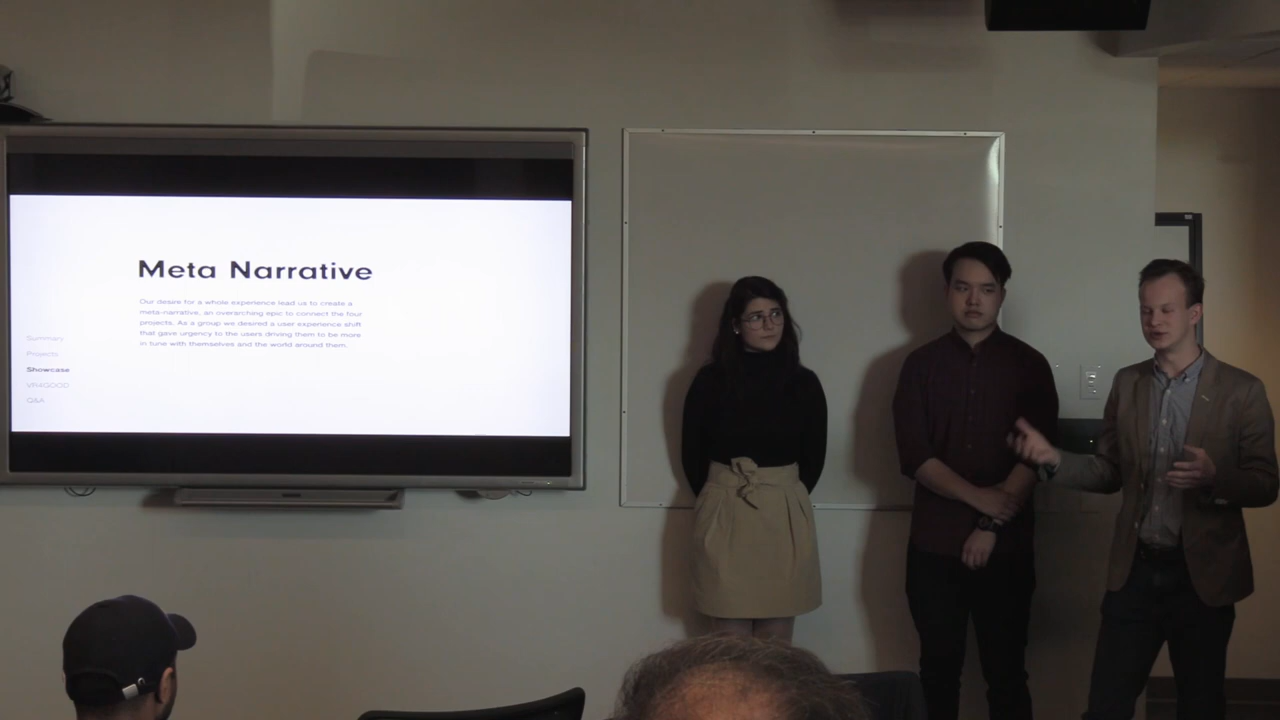 Meta Narrative
Our desire for a whole experience lead us to create a
meta-narrative, an overarching epic to connect the four
projects. As a group we desired a user experience shift
that gave urgency to the users driving them to be more
in tune with themselves and the world around them.
Summary
Projects
Showcase
VR4GOOD
Q&A